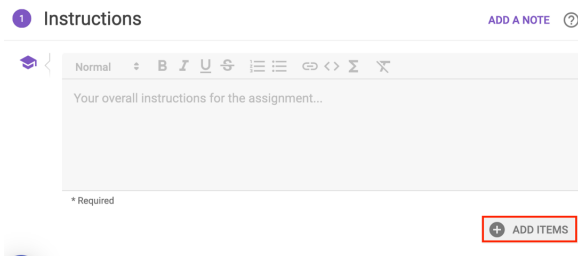 1 Instructions ADD A NOTE ?
Normal B I U S <> Σ
Your overall instructions for the assignment...
* Required
+ ADD ITEMS